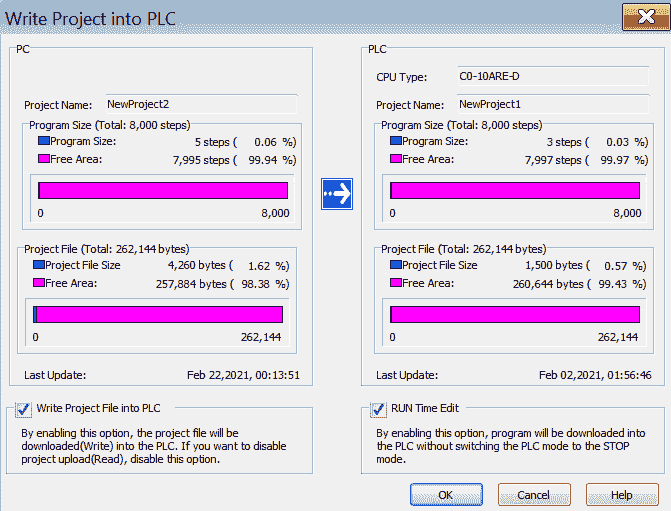 Write Project into PLC
PC
Project Name: NewProject2
Program Size (Total: 8,000 steps)
Program Size: 5 steps ( 0.06 %)
Free Area: 7,995 steps ( 99.94 %)
0 8,000
Project File (Total: 262,144 bytes)
Project File Size 4,260 bytes ( 1.62 %)
Free Area: 257,884 bytes ( 98.38 %)
0 262,144
Last Update: Feb 22,2021, 00:13:51
PLC
CPU Type: C0-10ARE-D
Project Name: NewProject1
Program Size (Total: 8,000 steps)
Program Size: 3 steps ( 0.03 %)
Free Area: 7,997 steps ( 99.97 %)
0 8,000
Project File (Total: 262,144 bytes)
Project File Size 1,500 bytes ( 0.57 %)
Free Area: 260,644 bytes ( 99.43 %)
0 262,144
Last Update: Feb 02,2021, 01:56:46
Write Project File into PLC
By enabling this option, the project file will be
downloaded(Write) into the PLC. If you want to disable
project upload(Read), disable this option.
RUN Time Edit
By enabling this option, program will be downloaded into
the PLC without switching the PLC mode to the STOP
mode.
OK Cancel Help